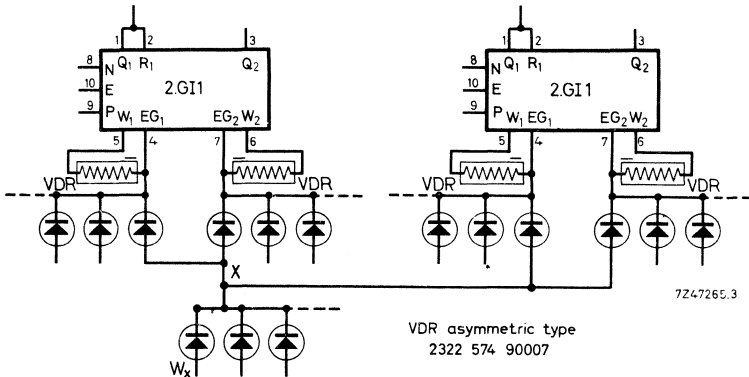 1 2 3
Q1 R1 Q2
8 N
10 E
9 P
2.GI1
W1 EG1 EG2 W2
5 4 7 6
VDR VDR
1 2 3
Q1 R1 Q2
8 N
10 E
9 P
2.GI1
W1 EG1 EG2 W2
5 4 7 6
VDR VDR
X
7Z47265.3
Wx
VDR asymmetric type
2322 574 90007